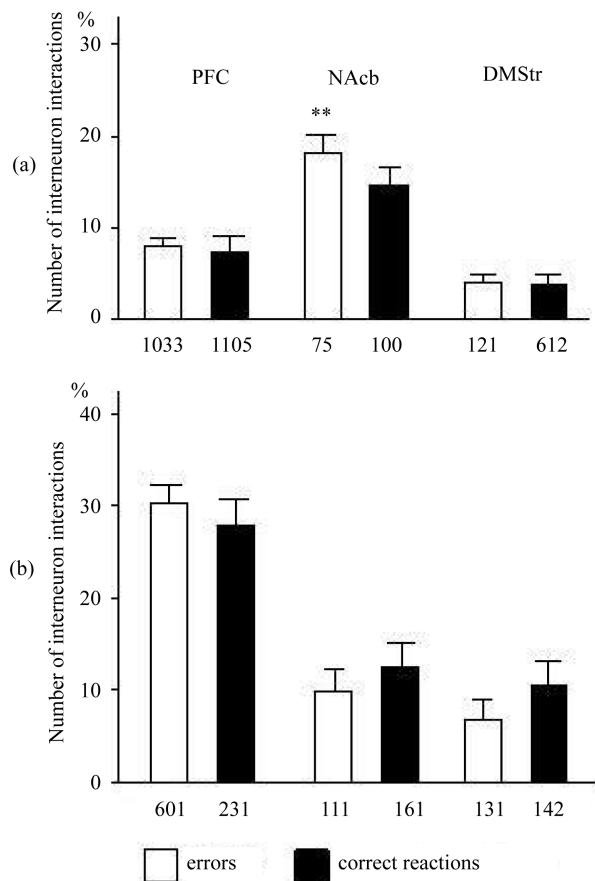 %
30
PFC NAcb DMStr
**
20
(a)
Number of interneuron interactions
10
0
1033 1105 75 100 121 612
%
40
30
(b)
Number of interneuron interactions
20
10
0
601 231 111 161 131 142
errors correct reactions